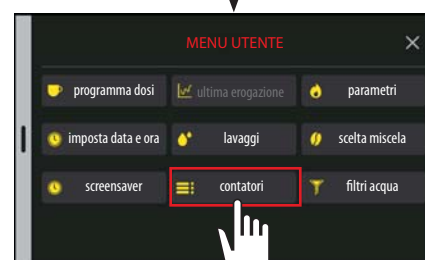 MENU UTENTE
programma dosi ultima erogazione parametri
imposta data e ora lavaggi scelta miscela
screensaver contatori filtri acqua